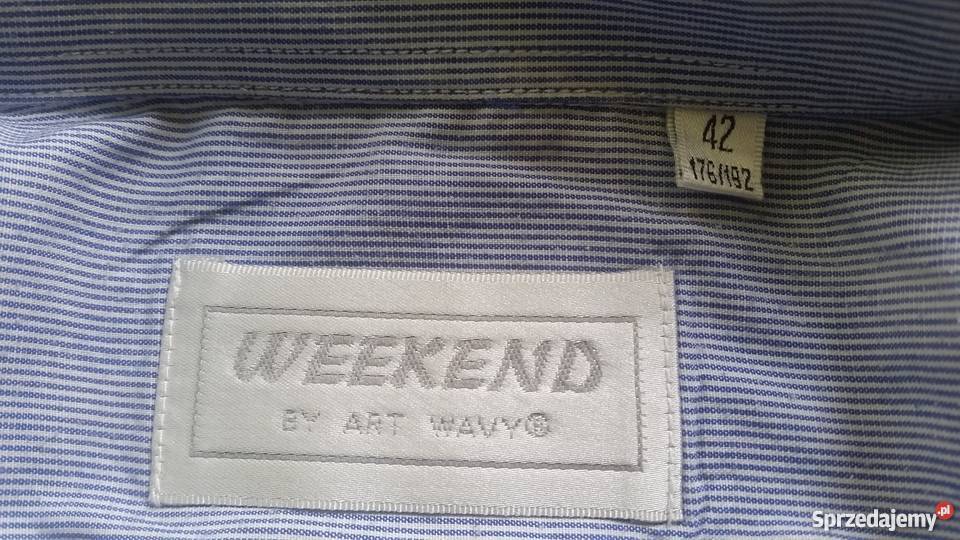 42
176/192
WEEKEND
BY ART WAVY®
Sprzedajemy.pl